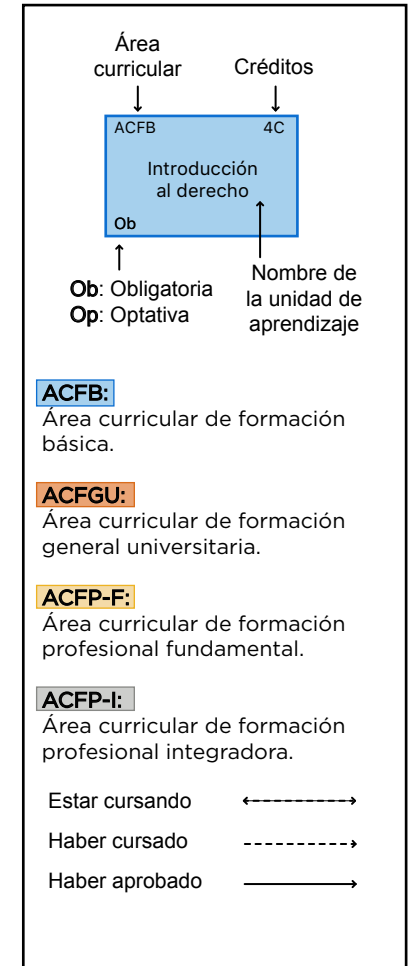 Área
curricular
Créditos
ACFB
4C
Introducción
al derecho
Ob
Ob: Obligatoria
Op: Optativa
Nombre de
la unidad de
aprendizaje
ACFB:
Área curricular de formación
básica.
ACFGU:
Área curricular de formación
general universitaria.
ACFP-F:
Área curricular de formación
profesional fundamental.
ACFP-I:
Área curricular de formación
profesional integradora.
Estar cursando
Haber cursado
Haber aprobado